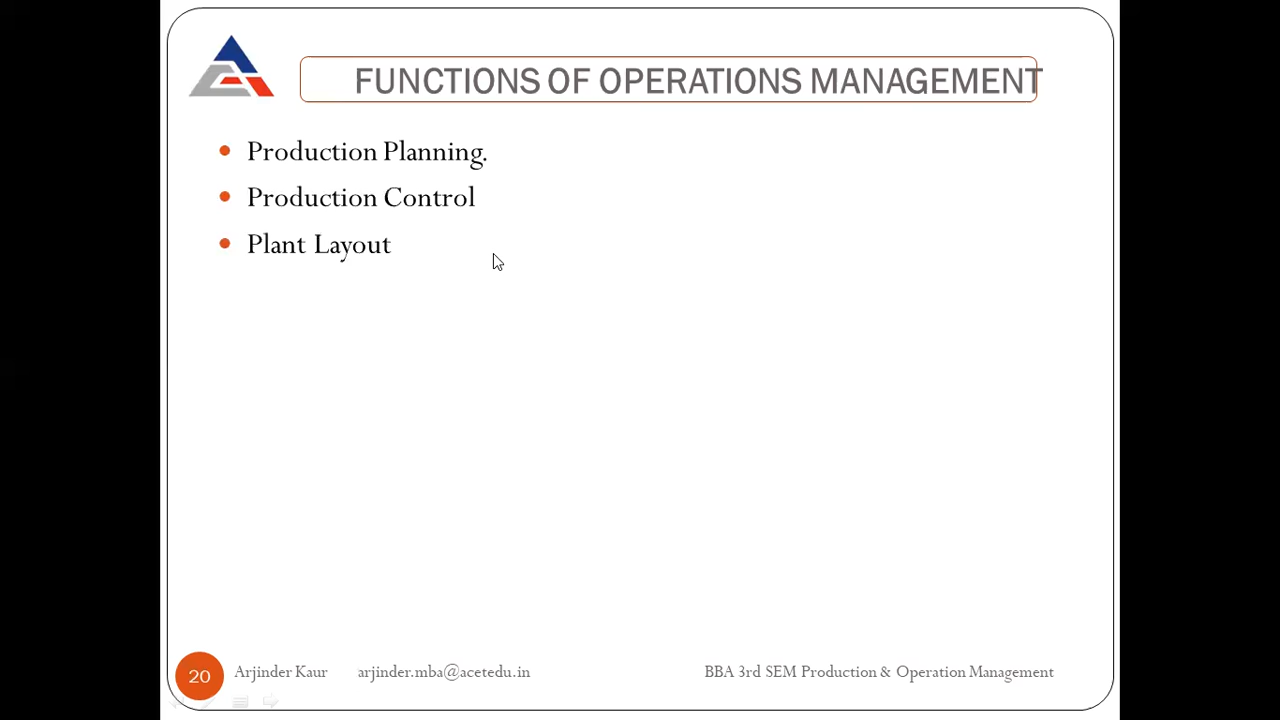 FUNCTIONS OF OPERATIONS MANAGEMENT
Production Planning.
Production Control
Plant Layout
20 Arjinder Kaur arjinder.mba@acetedu.in BBA 3rd SEM Production & Operation Management